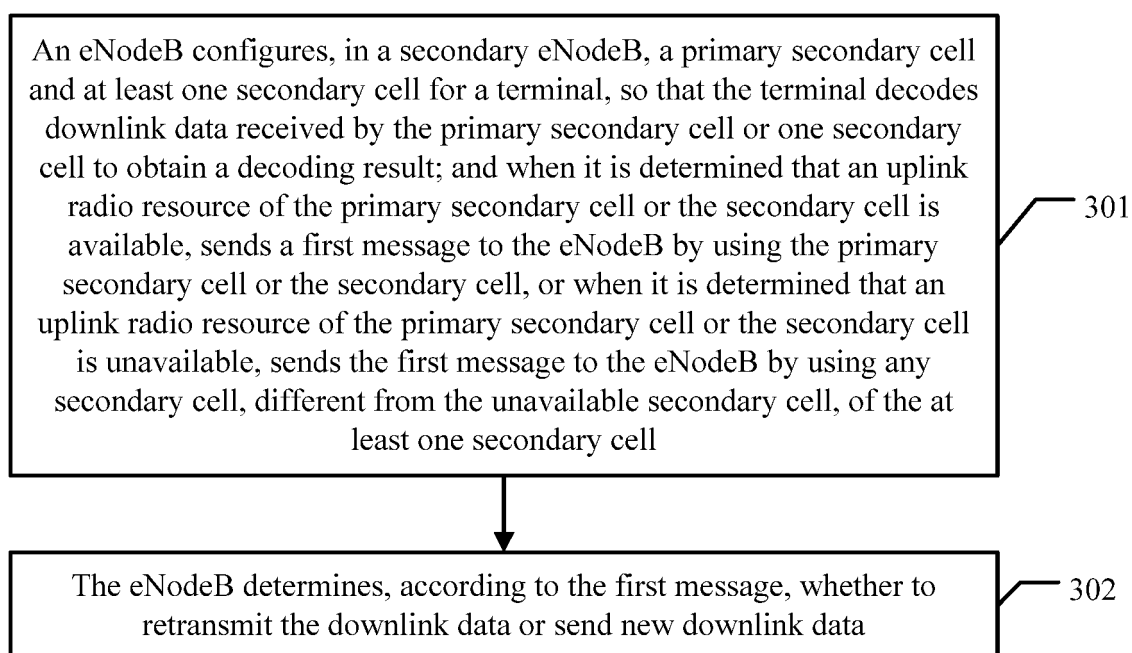 An eNodeB configures, in a secondary eNodeB, a primary secondary cell
and at least one secondary cell for a terminal, so that the terminal decodes
downlink data received by the primary secondary cell or one secondary
cell to obtain a decoding result; and when it is determined that an uplink
radio resource of the primary secondary cell or the secondary cell is
available, sends a first message to the eNodeB by using the primary
secondary cell or the secondary cell, or when it is determined that an
uplink radio resource of the primary secondary cell or the secondary cell
is unavailable, sends the first message to the eNodeB by using any
secondary cell, different from the unavailable secondary cell, of the at
least one secondary cell
301
The eNodeB determines, according to the first message, whether to
retransmit the downlink data or send new downlink data
302